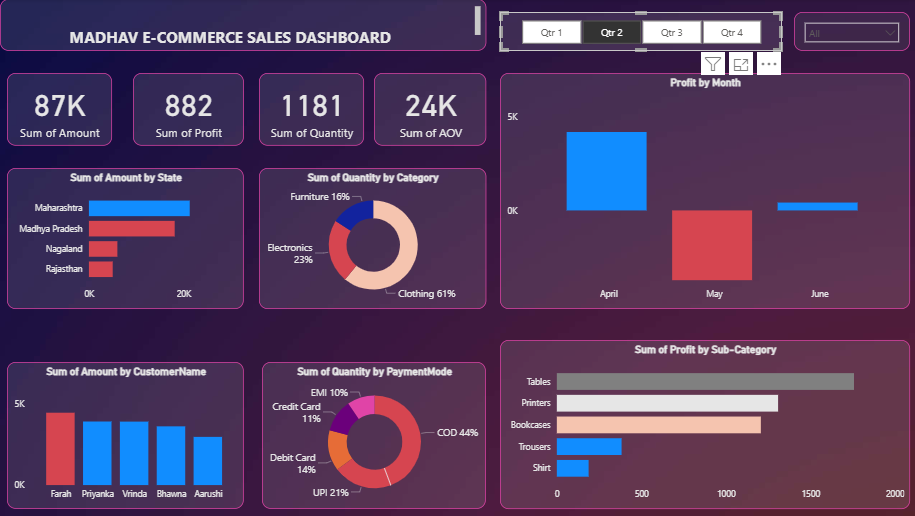 MADHAV E-COMMERCE SALES DASHBOARD
Qtr 1
Qtr 2
Qtr 3
Qtr 4
All
87K
Sum of Amount
882
Sum of Profit
1181
Sum of Quantity
24K
Sum of AOV
Profit by Month
5K
0K
April
May
June
Sum of Amount by State
Maharashtra
Madhya Pradesh
Nagaland
Rajasthan
0K
20K
Sum of Quantity by Category
Furniture 16%
Electronics
23%
Clothing 61%
Sum of Amount by CustomerName
5K
0K
Farah
Priyanka
Vrinda
Bhawna
Aarushi
Sum of Quantity by PaymentMode
EMI 10%
Credit Card
11%
COD 44%
Debit Card
14%
UPI 21%
Sum of Profit by Sub-Category
Tables
Printers
Bookcases
Trousers
Shirt
0
500
1000
1500
2000